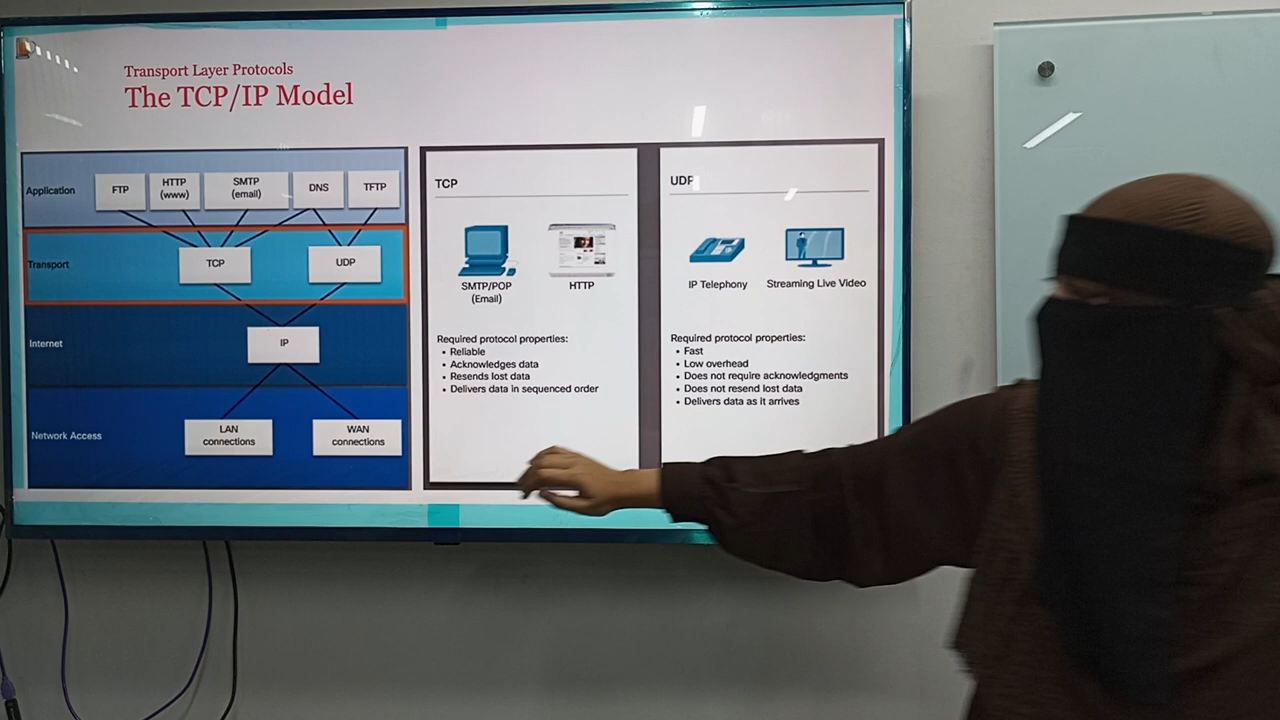 Transport Layer Protocols
The TCP/IP Model
Application
FTP
HTTP
(www)
SMTP
(email)
DNS
TFTP
Transport
TCP
UDP
Internet
IP
Network Access
LAN
connections
WAN
connections
TCP
SMTP/POP
(Email)
HTTP
Required protocol properties:
• Reliable
• Acknowledges data
• Resends lost data
• Delivers data in sequenced order
UDP
IP Telephony
Streaming Live Video
Required protocol properties:
• Fast
• Low overhead
• Does not require acknowledgments
• Does not resend lost data
• Delivers data as it arrives